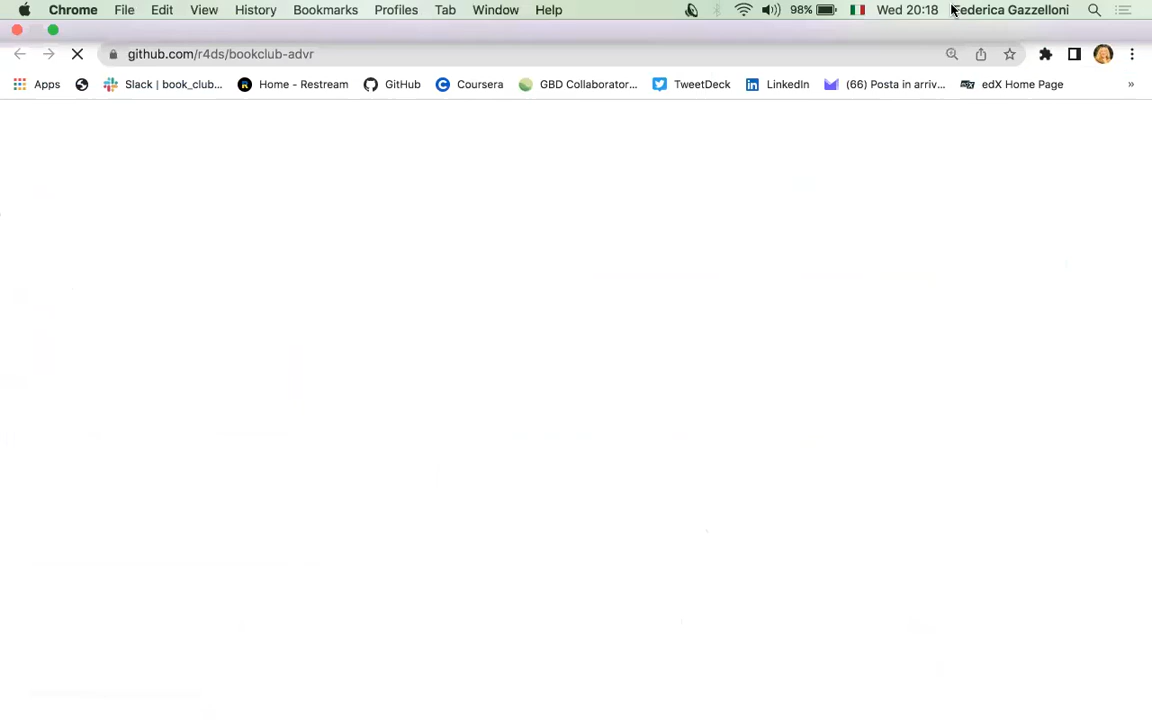 Chrome File Edit View History Bookmarks Profiles Tab Window Help 98% Wed 20:18 Federica Gazzelloni
github.com/r4ds/bookclub-advr
Apps Slack | book_club... Home - Restream GitHub Coursera GBD Collaborator... TweetDeck LinkedIn (66) Posta in arriv... edX Home Page »